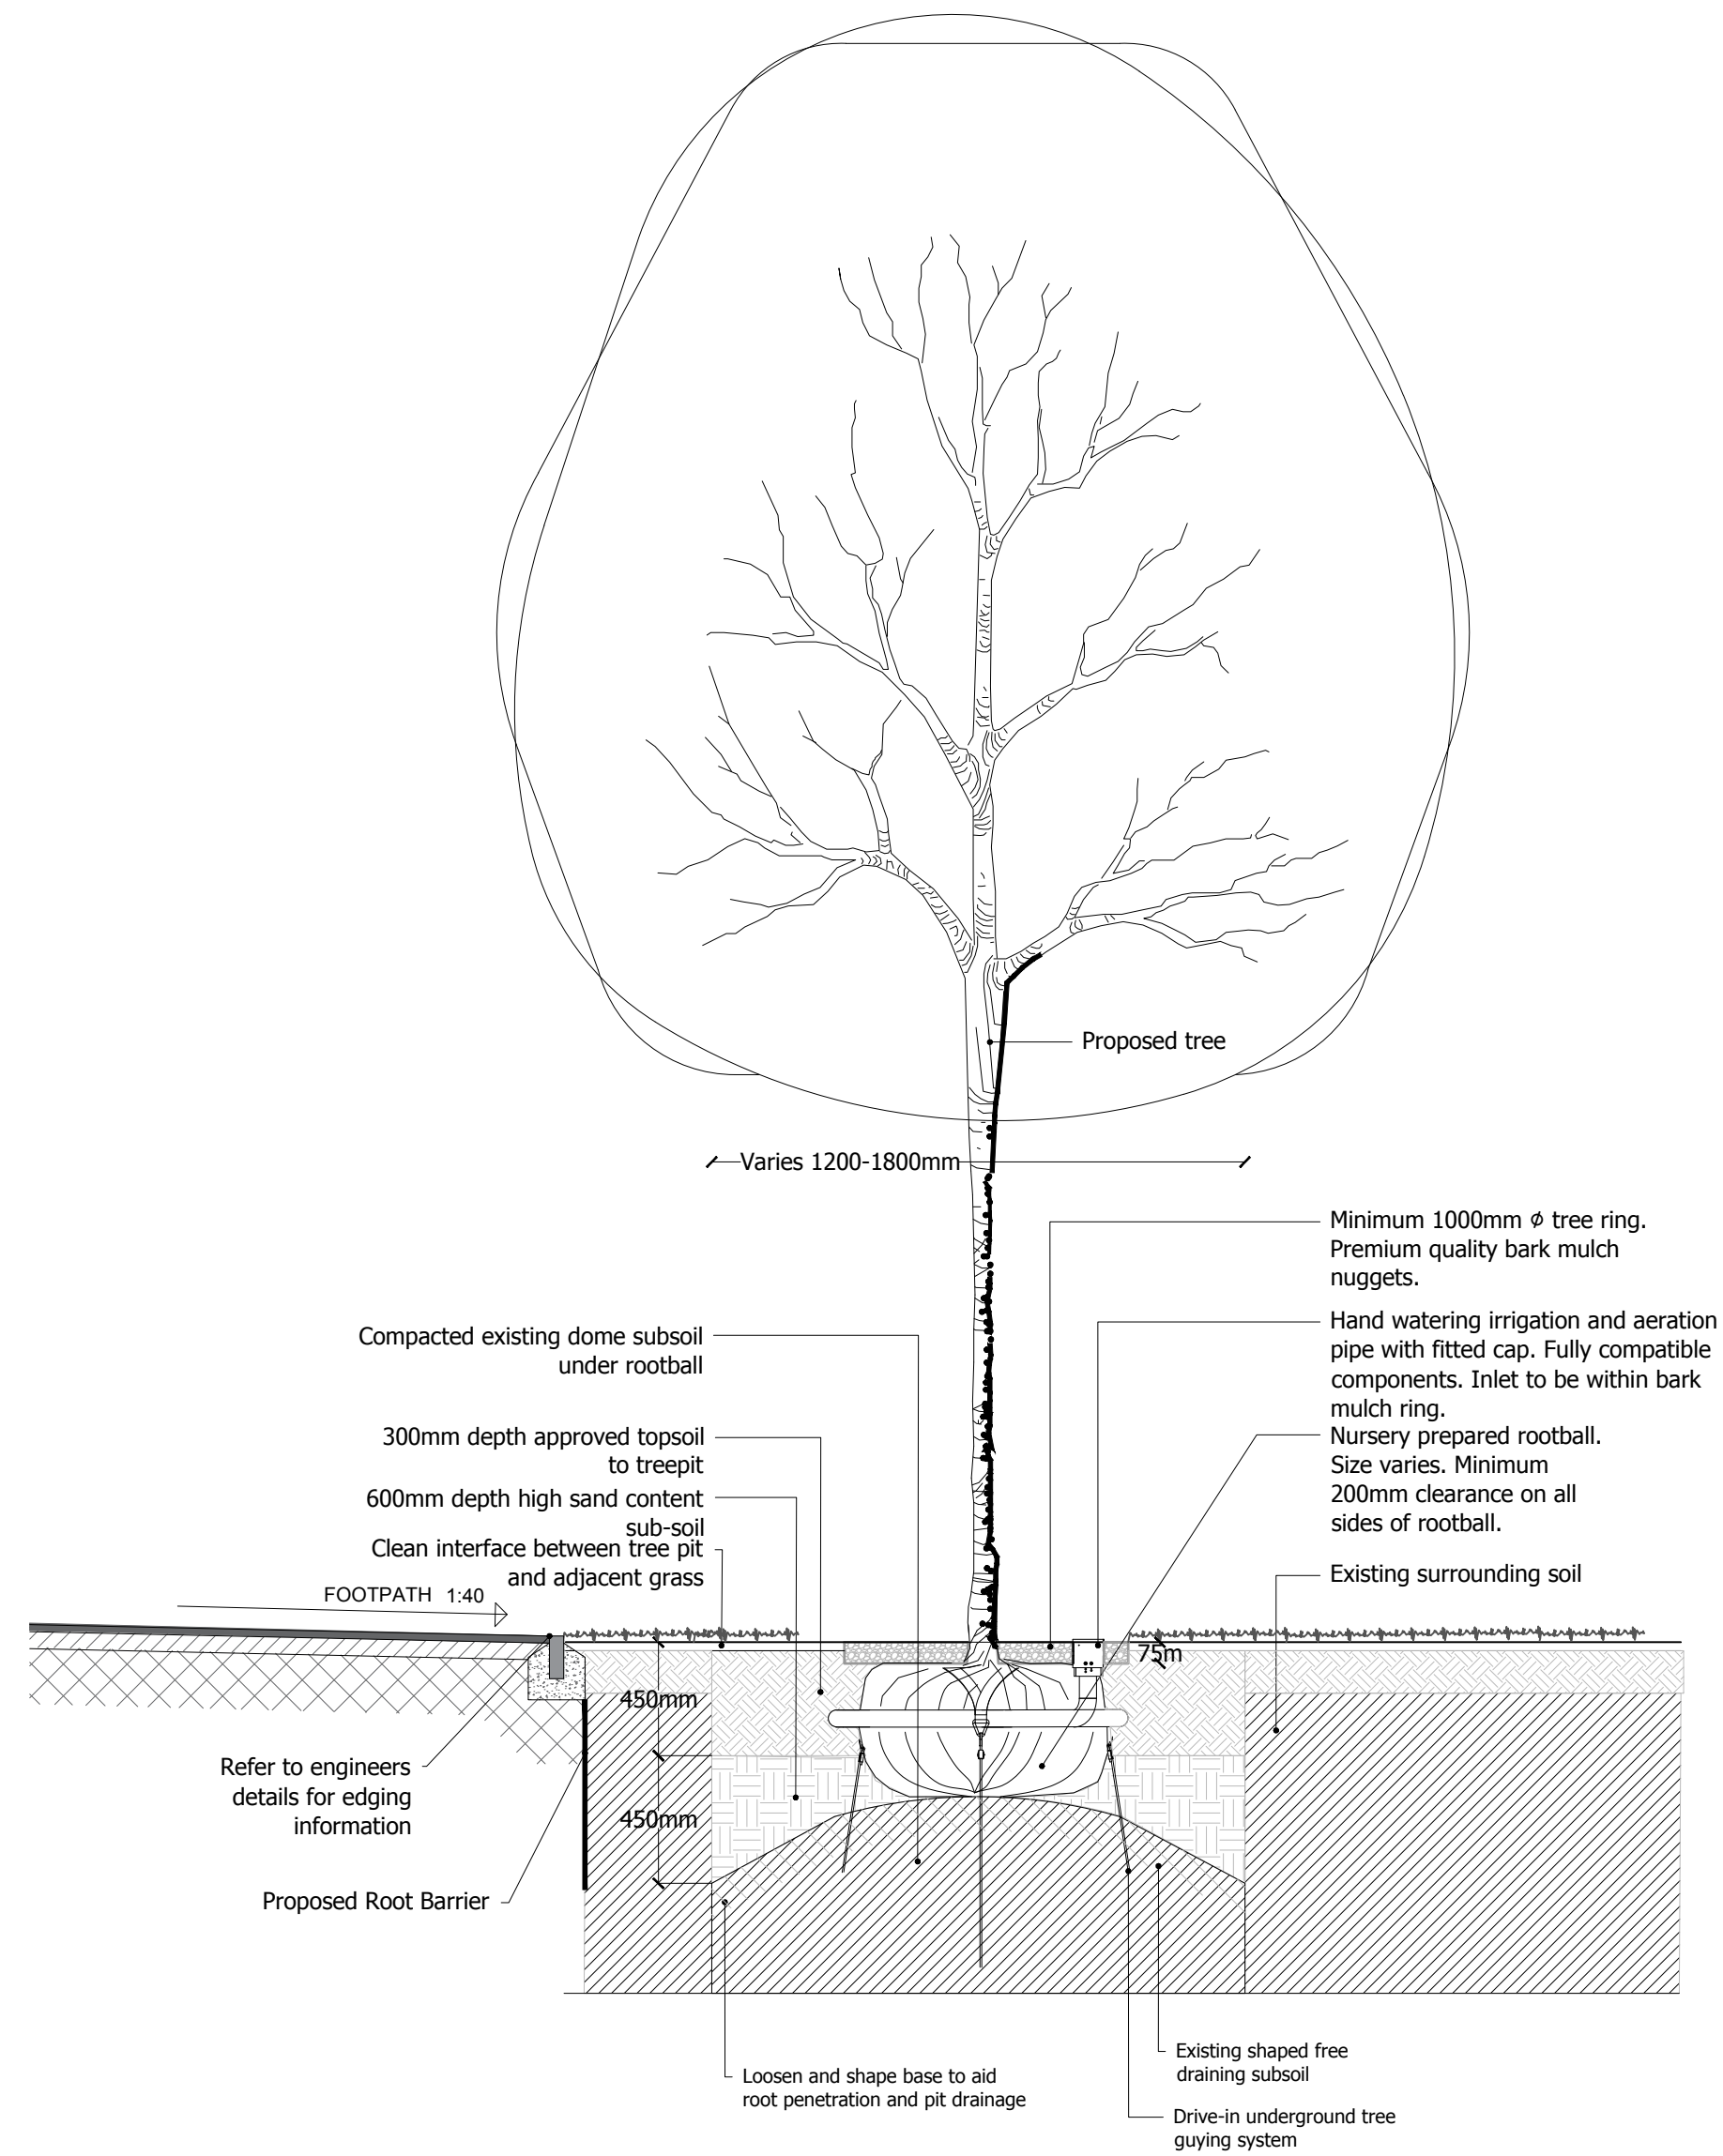 Proposed tree
Varies 1200-1800mm
Minimum 1000mm ⌀ tree ring.
Premium quality bark mulch
nuggets.
Hand watering irrigation and aeration
pipe with fitted cap. Fully compatible
components. Inlet to be within bark
mulch ring.
Nursery prepared rootball.
Size varies. Minimum
200mm clearance on all
sides of rootball.
Existing surrounding soil
Compacted existing dome subsoil
under rootball
300mm depth approved topsoil
to treepit
600mm depth high sand content
sub-soil
Clean interface between tree pit
and adjacent grass
FOOTPATH 1:40
75m
450mm
450mm
Refer to engineers
details for edging
information
Proposed Root Barrier
Loosen and shape base to aid
root penetration and pit drainage
Existing shaped free
draining subsoil
Drive-in underground tree
guying system